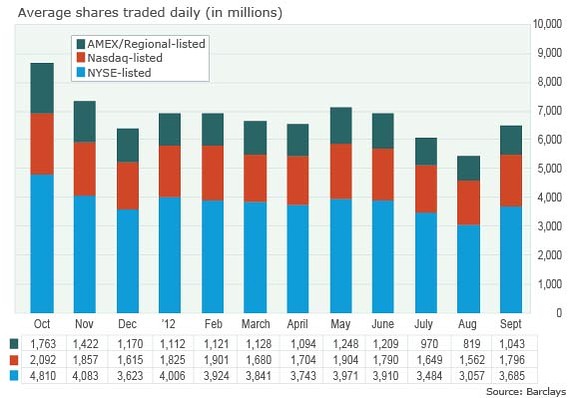 Average shares traded daily (in millions)
10,000
AMEX/Regional-listed
Nasdaq-listed
NYSE-listed
9,000
8,000
7,000
6,000
5,000
4,000
3,000
2,000
1,000
0
Oct Nov Dec '12 Feb March April May June July Aug Sept
1,763 1,422 1,170 1,112 1,121 1,128 1,094 1,248 1,209 970 819 1,043
2,092 1,857 1,615 1,825 1,901 1,680 1,704 1,904 1,790 1,649 1,562 1,796
4,810 4,083 3,623 4,006 3,924 3,841 3,743 3,971 3,910 3,484 3,057 3,685
Source: Barclays